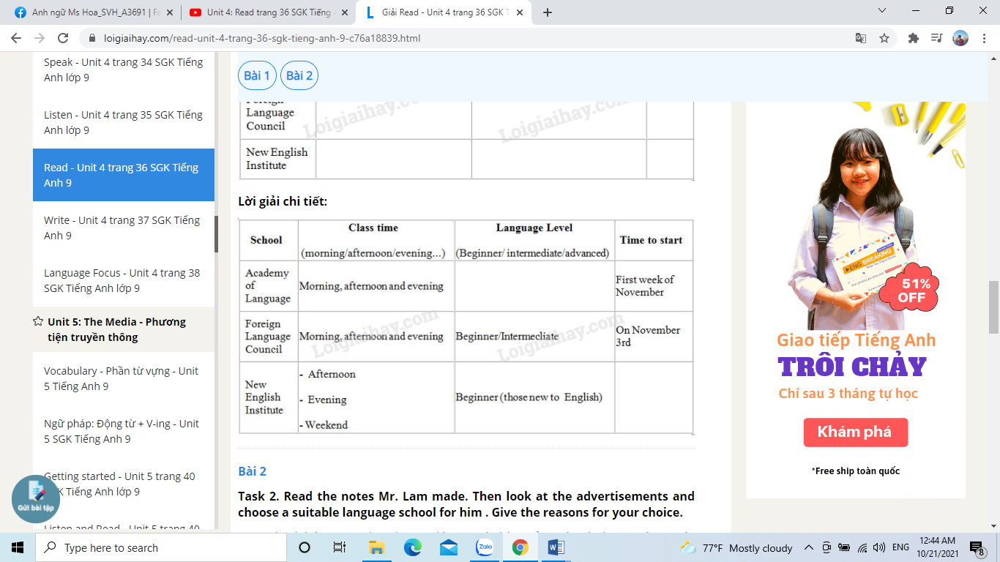 Anh ngữ Ms Hoa_SVH_A3691 | Fa
Unit 4: Read trang 36 SGK Tiếng
Giải Read - Unit 4 trang 36 SGK T
loigiaihay.com/read-unit-4-trang-36-sgk-tieng-anh-9-c76a18839.html
Speak - Unit 4 trang 34 SGK Tiếng
Anh lớp 9
Listen - Unit 4 trang 35 SGK Tiếng
Anh lớp 9
Read - Unit 4 trang 36 SGK Tiếng
Anh 9
Write - Unit 4 trang 37 SGK Tiếng
Anh 9
Language Focus - Unit 4 trang 38
SGK Tiếng Anh lớp 9
Unit 5: The Media - Phương
tiện truyền thông
Vocabulary - Phần từ vựng - Unit
5 Tiếng Anh 9
Ngữ pháp: Động từ + V-ing - Unit
5 SGK Tiếng Anh 9
Getting started - Unit 5 trang 40
Tiếng Anh lớp 9
Listen and Read - Unit 5 trang 40
Gửi bài tập
Bài 1
Bài 2
Foreign
Language
Council
New English
Institute
Loigiaihay.com
Loigiaihay.com
Lời giải chi tiết:
School
Class time
(morning/afternoon/evening...)
Language Level
(Beginner/ intermediate/advanced)
Time to start
Academy
of
Language
Morning, afternoon and evening
First week of
November
Foreign
Language
Council
Morning, afternoon and evening
Beginner/Intermecliate
On November
3rd
Loigiaihay.com
Loigiaihay.com
New
English
Institute
- Afternoon
- Evening
- Weekend
Beginner (those new to English)
Bài 2
Task 2. Read the notes Mr. Lam made. Then look at the advertisements and
choose a suitable language school for him . Give the reasons for your choice.
ENG BREAKING
51%
OFF
Giao tiếp Tiếng Anh
TRÔI CHẢY
Chỉ sau 3 tháng tự học
Khám phá
*Free ship toàn quốc
Type here to search
Zalo
77°F Mostly cloudy
ENG
12:44 AM
10/21/2021
8